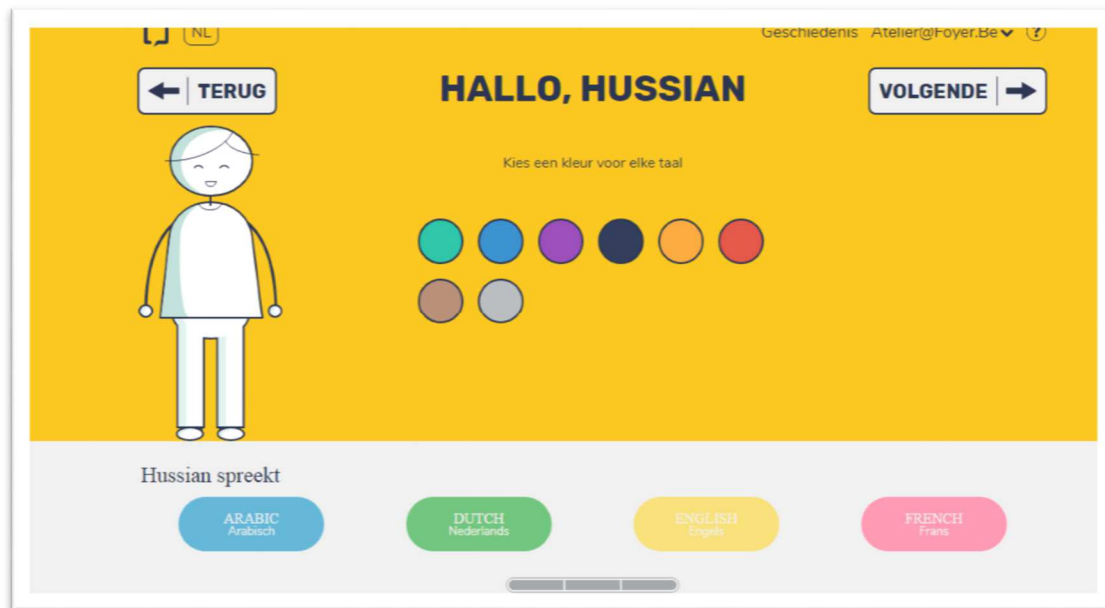 NL
Geschiedenis Atelier@Foyer.Be ?
TERUG
HALLO, HUSSIAN
VOLGENDE
Kies een kleur voor elke taal
Hussian spreekt
ARABIC
Arabisch
DUTCH
Nederlands
ENGLISH
Engels
FRENCH
Frans